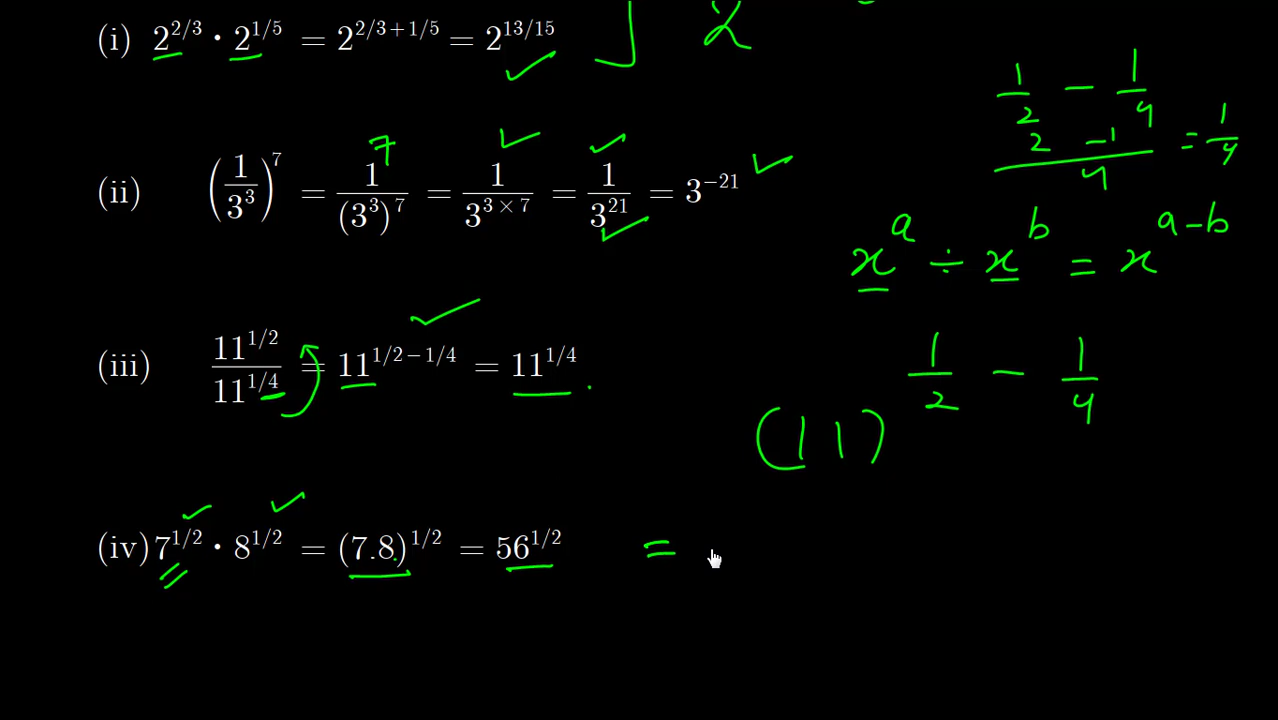 (i) 2^{2/3} · 2^{1/5} = 2^{2/3+1/5} = 2^{13/15} 2
1/2 − 1/4
2 −1 / 4 = 1/4
7
(ii) (1/3^3)^7 = 1/(3^3)^7 = 1/3^{3×7} = 1/3^{21} = 3^{−21}
x^a ÷ x^b = x^{a−b}
(iii) 11^{1/2}/11^{1/4} = 11^{1/2−1/4} = 11^{1/4}.
(11)^{1/2 − 1/4}
(iv) 7^{1/2} · 8^{1/2} = (7.8)^{1/2} = 56^{1/2} =